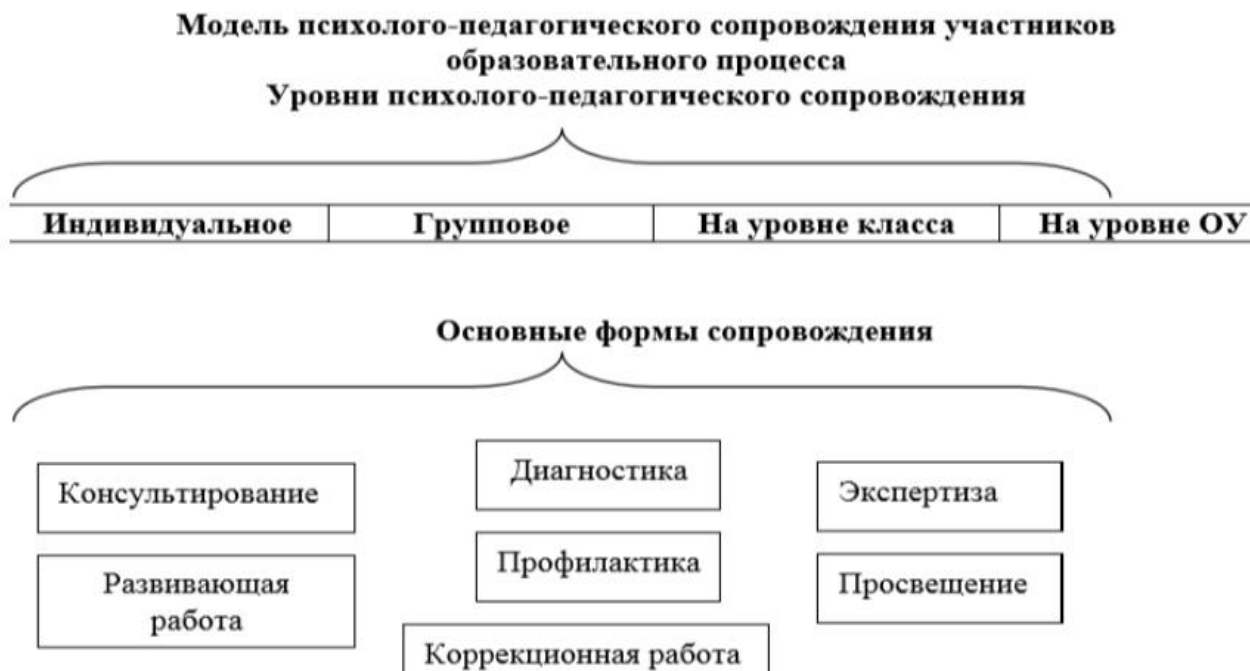 Модель психолого-педагогического сопровождения участников
образовательного процесса
Уровни психолого-педагогического сопровождения
Индивидуальное
Групповое
На уровне класса
На уровне ОУ
Основные формы сопровождения
Консультирование
Диагностика
Экспертиза
Развивающая
работа
Профилактика
Просвещение
Коррекционная работа